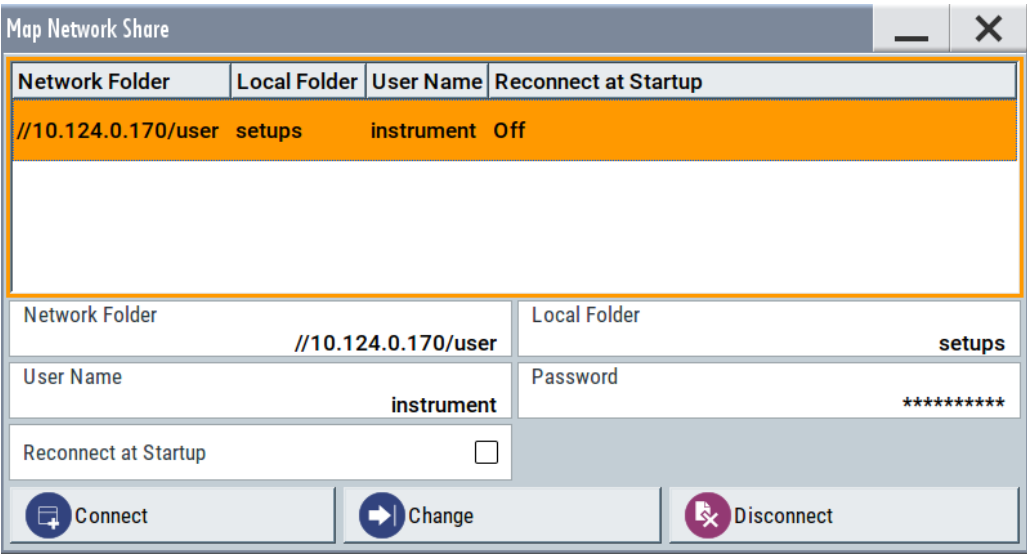 Map Network Share
Network Folder Local Folder User Name Reconnect at Startup
//10.124.0.170/user setups instrument Off
Network Folder Local Folder
//10.124.0.170/user setups
User Name Password
instrument **********
Reconnect at Startup
Connect Change Disconnect